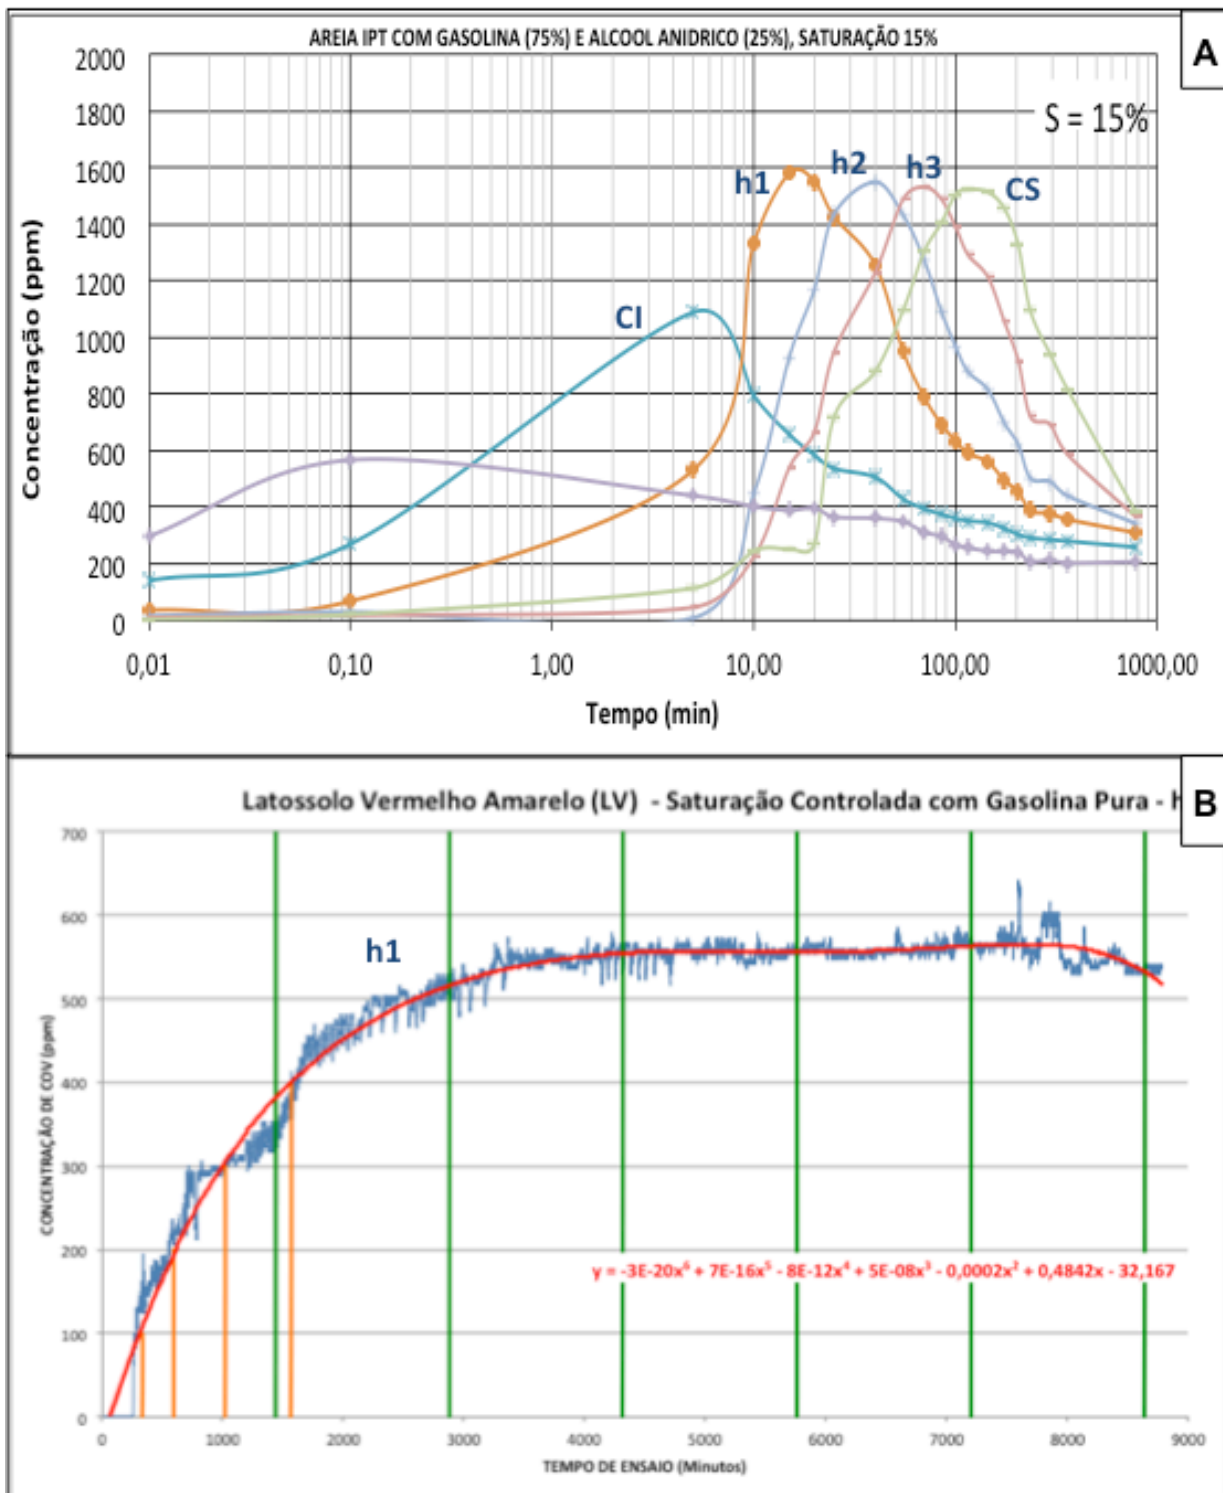 AREIA IPT COM GASOLINA (75%) E ALCOOL ANIDRICO (25%), SATURAÇÃO 15%
A
2000
1800
1600
1400
1200
1000
800
600
400
200
0
S = 15%
h1
h2
h3
CS
CI
Concentração (ppm)
0,01
0,10
1,00
10,00
100,00
1000,00
Tempo (min)
Latossolo Vermelho Amarelo (LV) - Saturação Controlada com Gasolina Pura - h
B
700
600
500
400
300
200
100
0
h1
CONCENTRAÇÃO DE COV (ppm)
y = -3E-20x⁶ + 7E-16x⁵ - 8E-12x⁴ + 5E-08x³ - 0,0002x² + 0,4842x - 32,167
0
1000
2000
3000
4000
5000
6000
7000
8000
9000
TEMPO DE ENSAIO (Minutos)